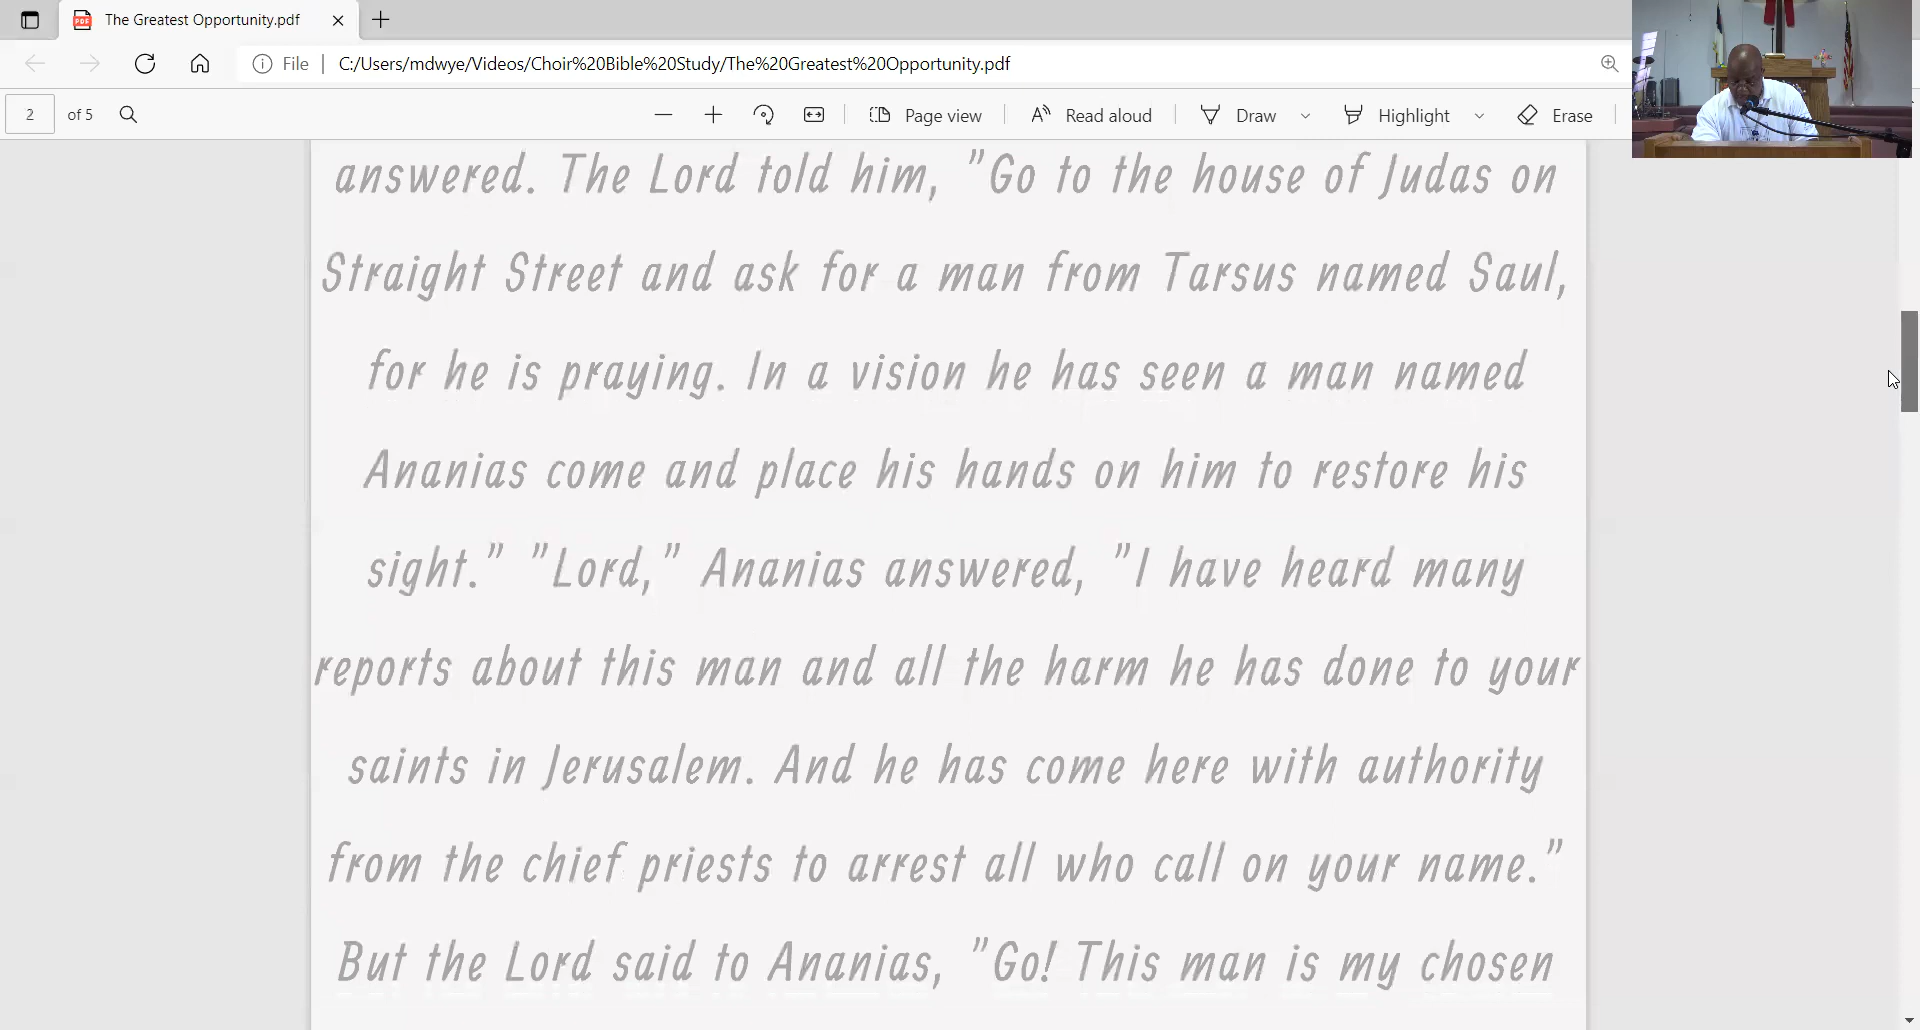 The Greatest Opportunity.pdf
File
C:/Users/mdwye/Videos/Choir%20Bible%20Study/The%20Greatest%20Opportunity.pdf
2 of 5
Page view
Read aloud
Draw
Highlight
Erase
answered. The Lord told him, "Go to the house of Judas on
Straight Street and ask for a man from Tarsus named Saul,
for he is praying. In a vision he has seen a man named
Ananias come and place his hands on him to restore his
sight." "Lord," Ananias answered, "I have heard many
reports about this man and all the harm he has done to your
saints in Jerusalem. And he has come here with authority
from the chief priests to arrest all who call on your name."
But the Lord said to Ananias, "Go! This man is my chosen